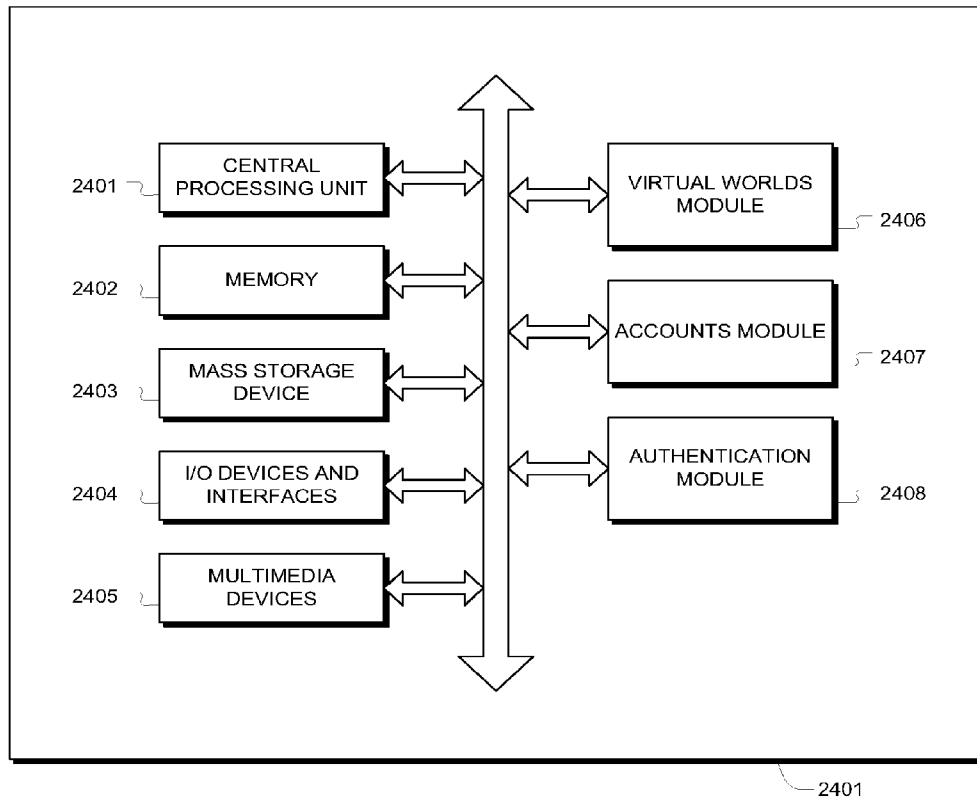 2401
CENTRAL
PROCESSING UNIT
2402
MEMORY
2403
MASS STORAGE
DEVICE
2404
I/O DEVICES AND
INTERFACES
2405
MULTIMEDIA
DEVICES
VIRTUAL WORLDS
MODULE
2406
ACCOUNTS MODULE
2407
AUTHENTICATION
MODULE
2408
2401